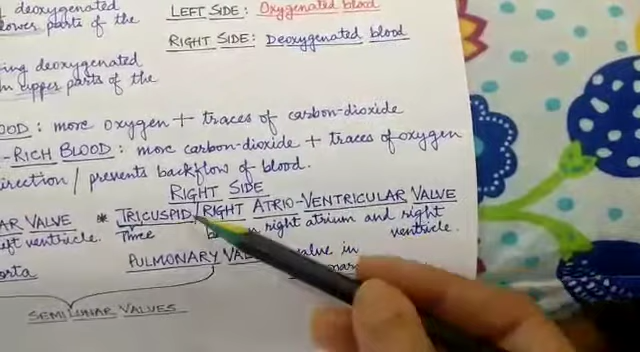 deoxygenated
lower parts of the
LEFT SIDE: Oxygenated blood
RIGHT SIDE: Deoxygenated blood
deoxygenated
upper parts of the
: more oxygen + traces of carbon-dioxide
-RICH BLOOD: more carbon-dioxide + traces of oxygen
/ prevents backflow of blood.
RIGHT SIDE
VALVE * TRICUSPID/RIGHT ATRIO-VENTRICULAR VALVE
left ventricle. Three right atrium and right
ventricle.
PULMONARY in
SEMILUNAR VALVES